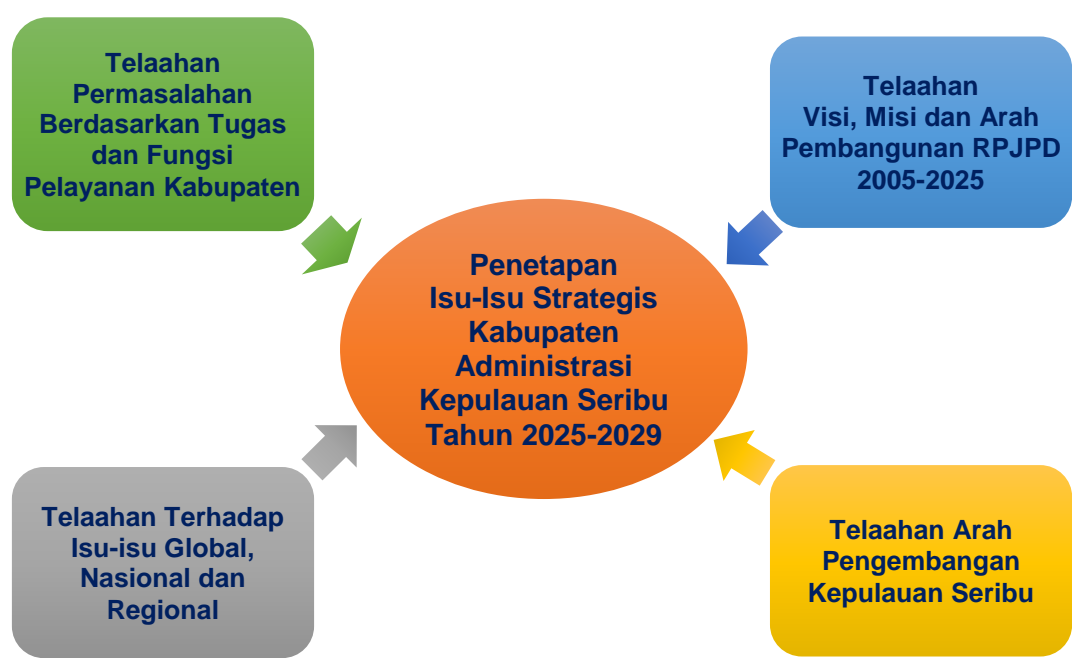 Telaahan
Permasalahan
Berdasarkan Tugas
dan Fungsi
Pelayanan Kabupaten
Telaahan
Visi, Misi dan Arah
Pembangunan RPJPD
2005-2025
Penetapan
Isu-Isu Strategis
Kabupaten
Administrasi
Kepulauan Seribu
Tahun 2025-2029
Telaahan Terhadap
Isu-isu Global,
Nasional dan
Regional
Telaahan Arah
Pengembangan
Kepulauan Seribu